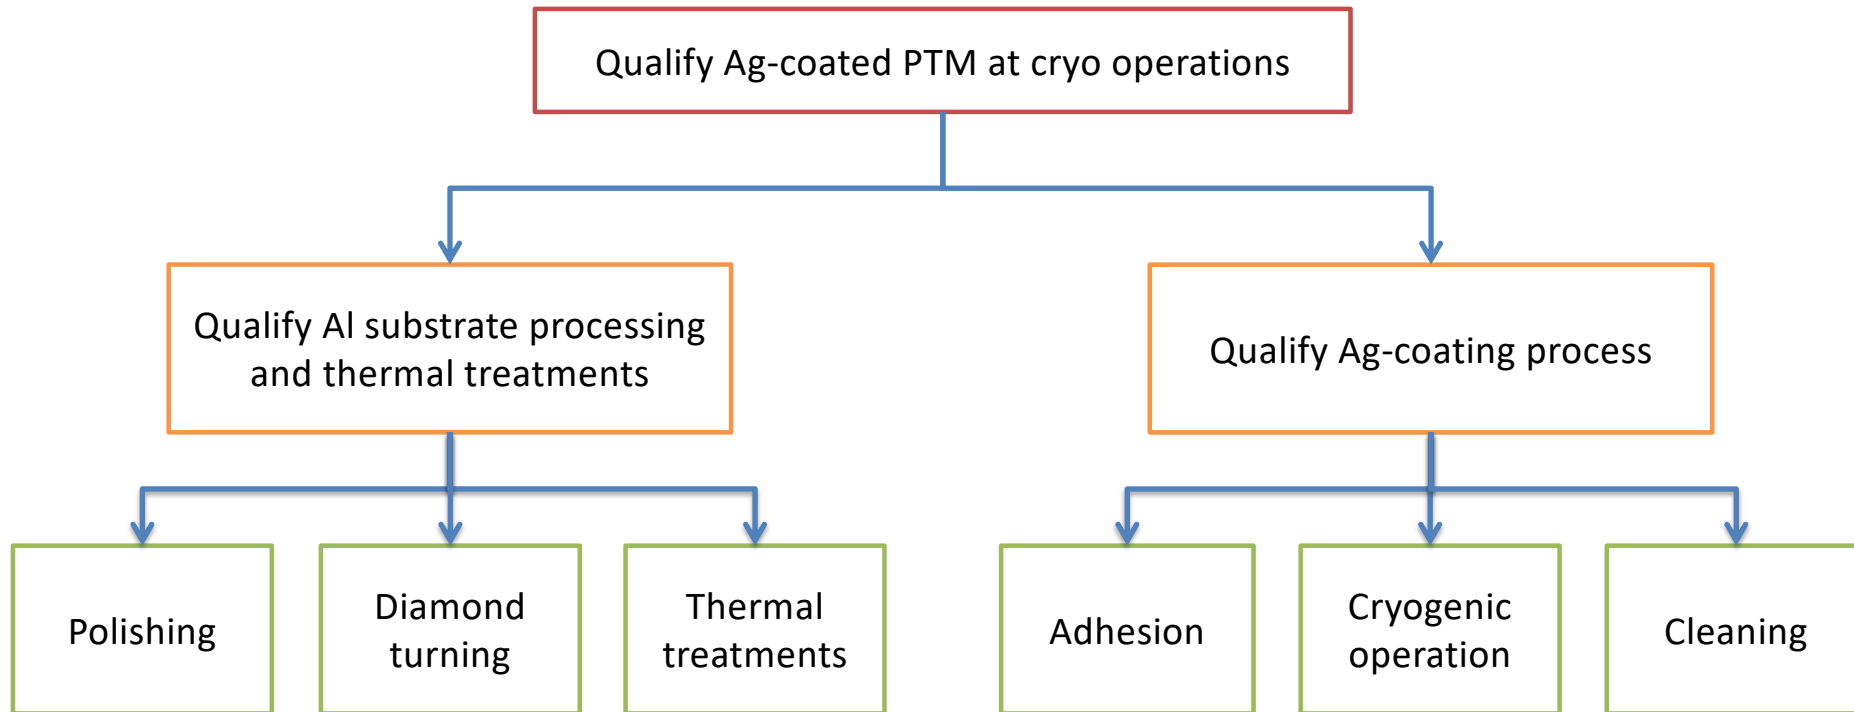 Qualify Ag-coated PTM at cryo operations
Qualify Al substrate processing
and thermal treatments
Qualify Ag-coating process
Polishing
Diamond
turning
Thermal
treatments
Adhesion
Cryogenic
operation
Cleaning